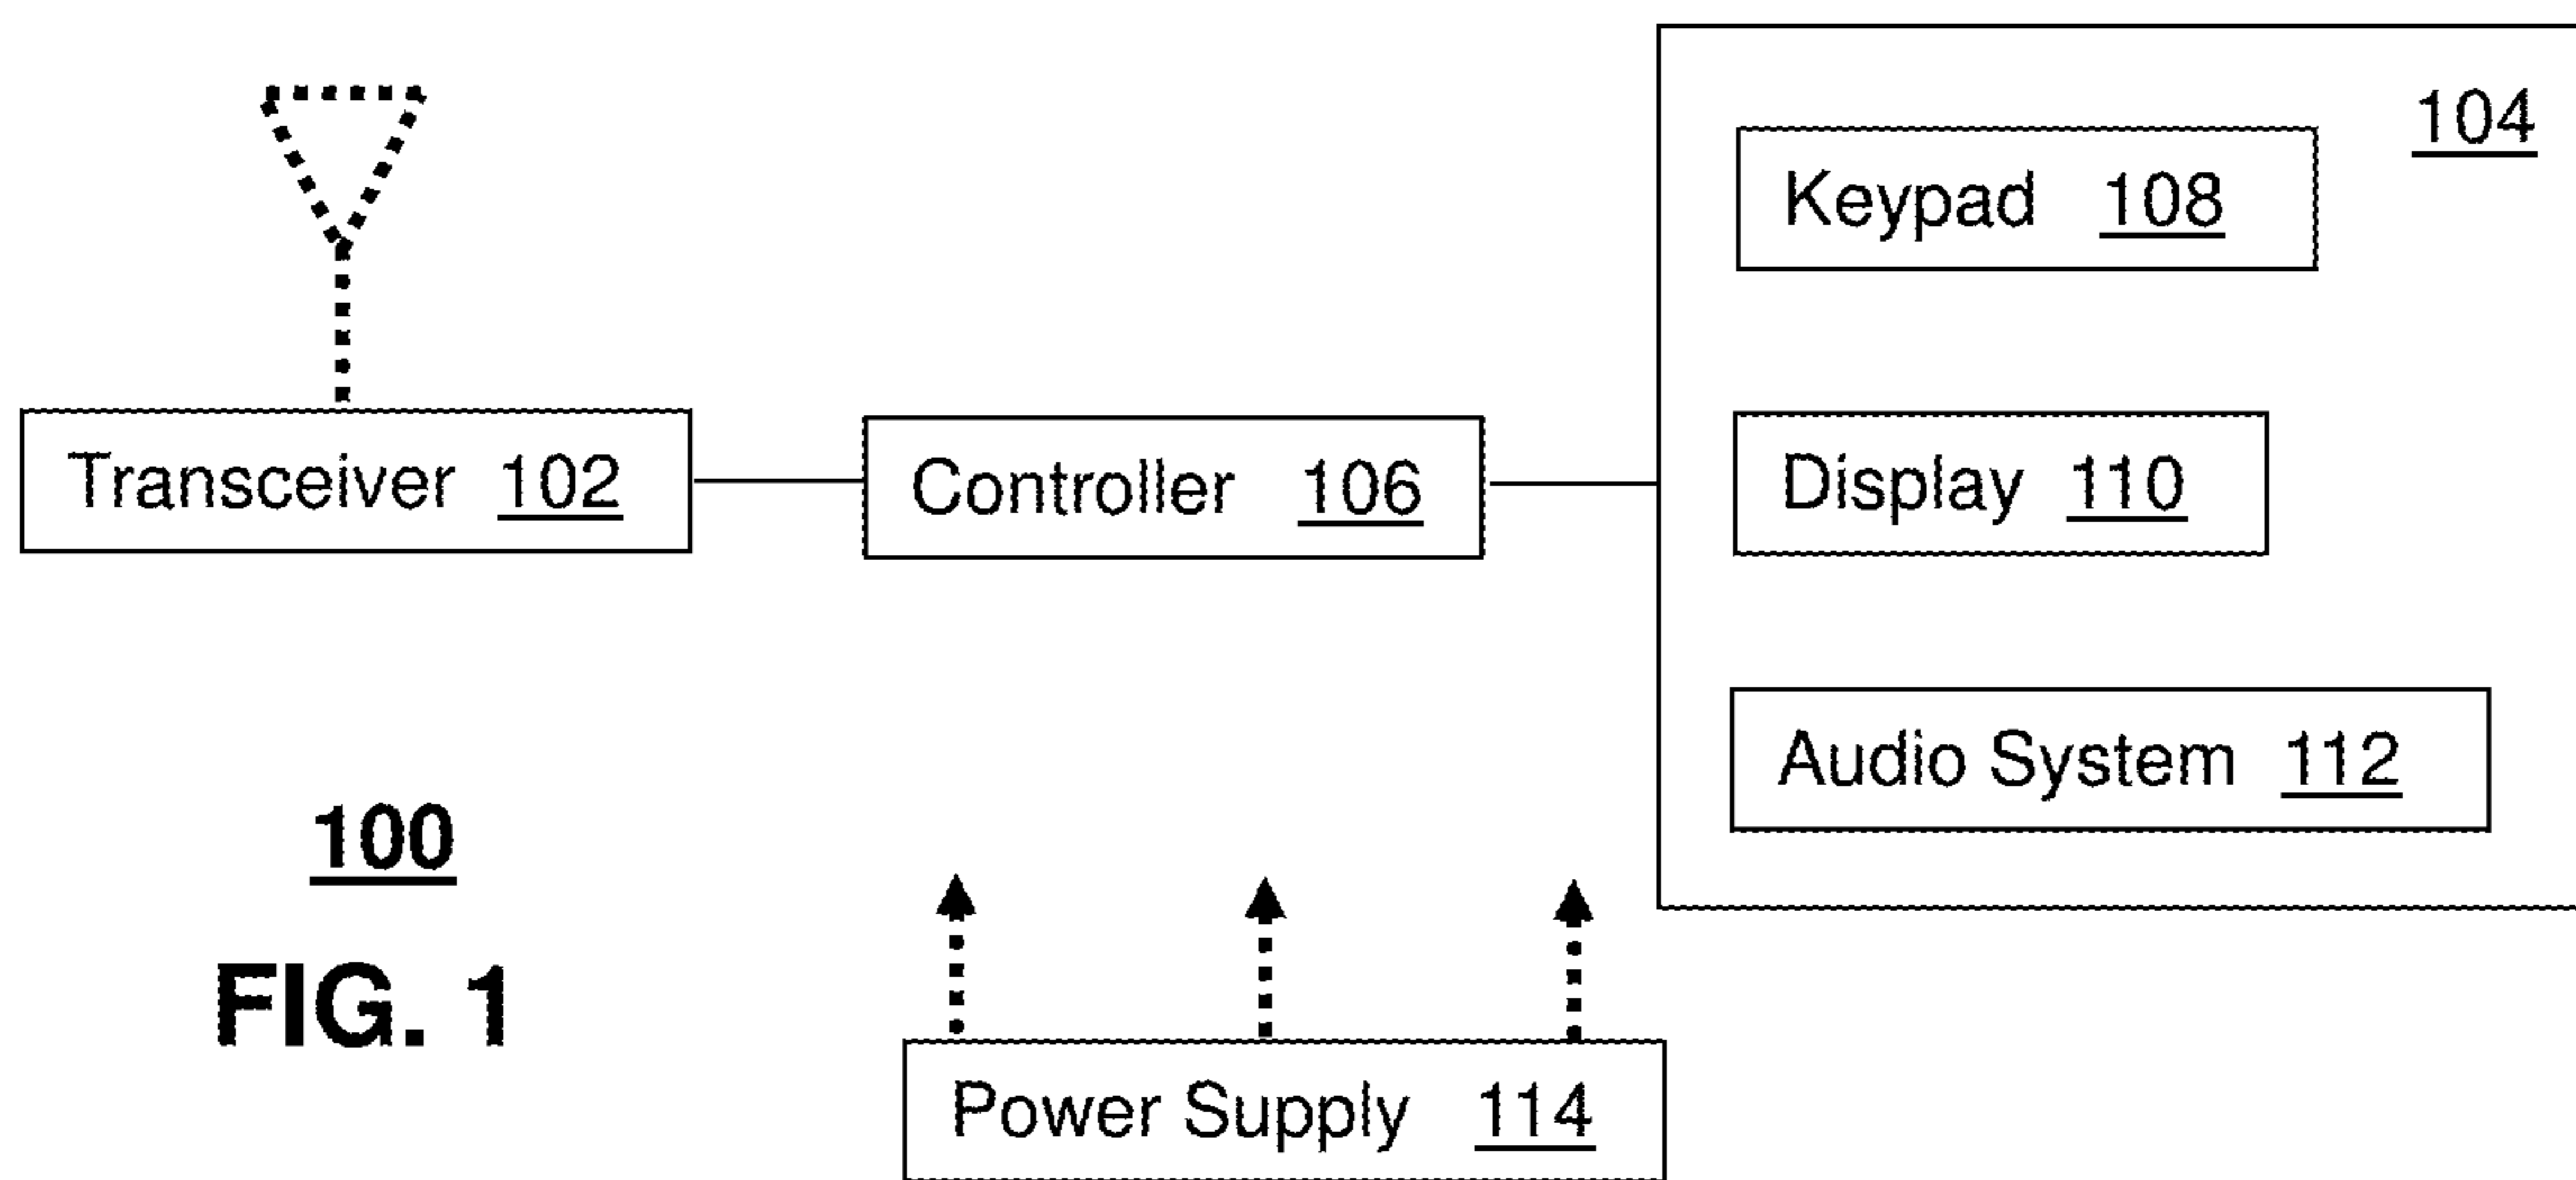 104
Keypad 108
Transceiver 102
Controller 106
Display 110
Audio System 112
100
FIG. 1
Power Supply 114